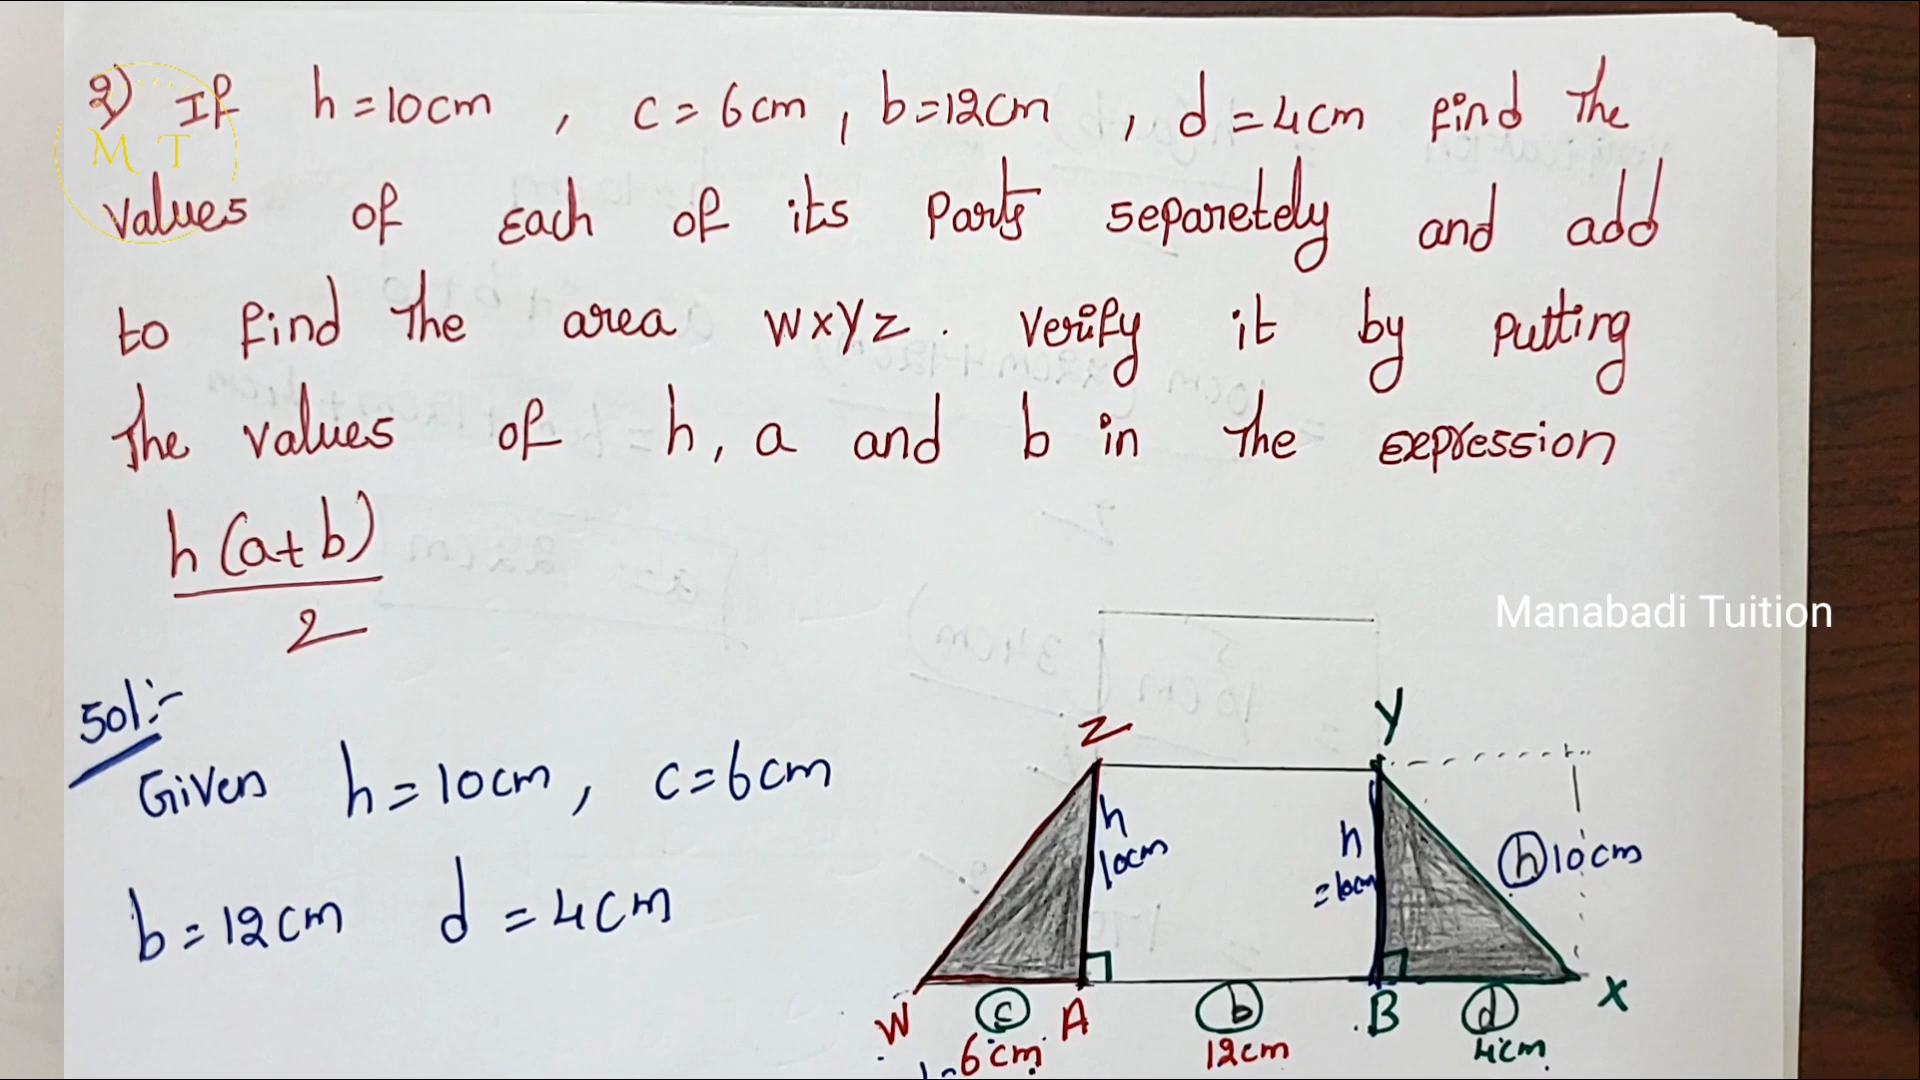 2) If h=10cm, c=6cm, b=12cm, d=4cm find the
values of each of its parts separetely and add
to find the area WXYZ. Verify it by putting
the values of h, a and b in the expression
h(a+b)
2
Sol:-
Given h=10cm, c=6cm
b=12cm d=4cm
M T
Manabadi Tuition
Z
Y
h
10cm
h
=10cm
h 10cm
W
c
A
b
B
d
X
6cm
12cm
4cm